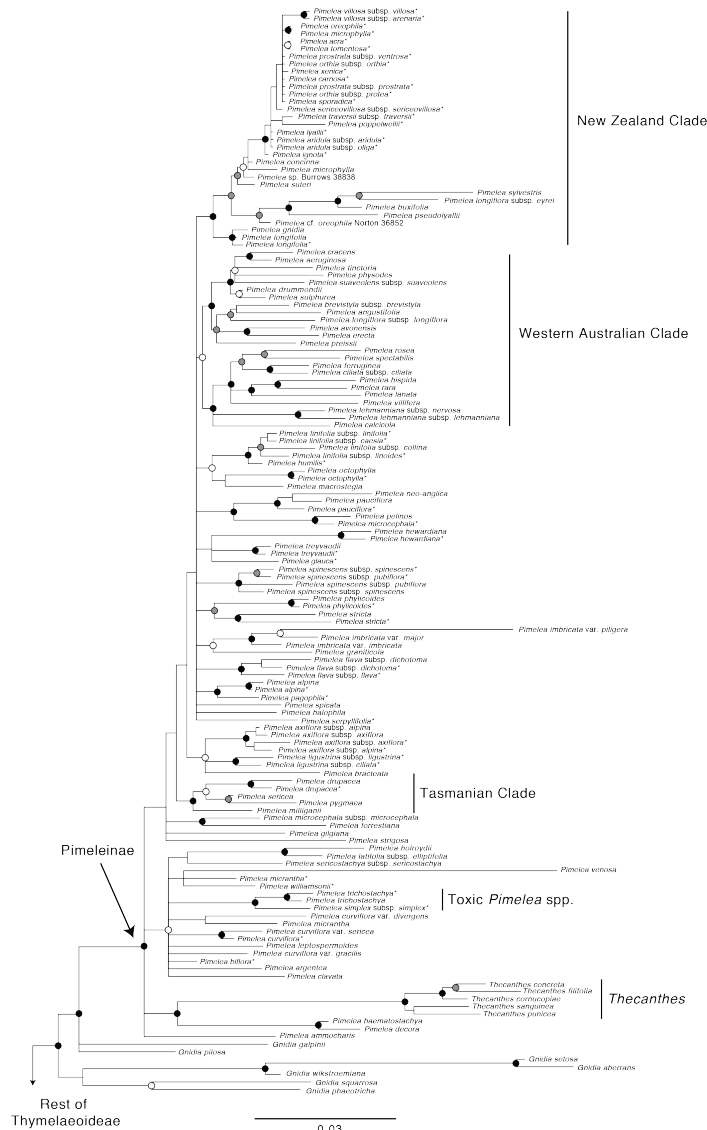 Pimelea villosa subsp. villosa*
Pimelea villosa subsp. arenaria*
Pimelea oreophila*
Pimelea microphylla*
Pimelea acra*
Pimelea tomentosa*
Pimelea prostrata subsp. ventrosa*
Pimelea orthia subsp. orthia*
Pimelea xenica*
Pimelea carnosa*
Pimelea prostrata subsp. prostrata*
Pimelea orthia subsp. protea*
Pimelea sporadica*
Pimelea sericeovillosa subsp. sericeovillosa*
Pimelea traversii subsp. traversii*
Pimelea poppelwellii*
Pimelea lyallii*
Pimelea aridula subsp. aridula*
Pimelea aridula subsp. oliga*
Pimelea ignota*
Pimelea concinna
Pimelea microphylla
Pimelea sp. Burrows 38838
Pimelea suteri
Pimelea sylvestris
Pimelea longiflora subsp. eyrei
Pimelea buxifolia
Pimelea pseudolyallii
Pimelea cf. oreophila Norton 36852
Pimelea gnidia
Pimelea longifolia
Pimelea longifolia*
New Zealand Clade
Pimelea cracens
Pimelea aeruginosa
Pimelea tinctoria
Pimelea physodes
Pimelea suaveolens subsp. suaveolens
Pimelea drummondii
Pimelea sulphurea
Pimelea brevistyla subsp. brevistyla
Pimelea angustifolia
Pimelea longiflora subsp. longiflora
Pimelea avonensis
Pimelea erecta
Pimelea preissii
Pimelea rosea
Pimelea spectabilis
Pimelea ferruginea
Pimelea ciliata subsp. ciliata
Pimelea hispida
Pimelea rara
Pimelea lanata
Pimelea villifera
Pimelea lehmanniana subsp. nervosa
Pimelea lehmanniana subsp. lehmanniana
Pimelea calcicola
Western Australian Clade
Pimelea linifolia subsp. linifolia*
Pimelea linifolia subsp. caesia*
Pimelea linifolia subsp. collina
Pimelea linifolia subsp. linoides*
Pimelea humilis*
Pimelea octophylla
Pimelea octophylla*
Pimelea macrostegia
Pimelea neo-anglica
Pimelea pauciflora
Pimelea pauciflora*
Pimelea pelinos
Pimelea microcephala*
Pimelea hewardiana
Pimelea hewardiana*
Pimelea treyvaudii
Pimelea treyvaudii*
Pimelea glauca*
Pimelea spinescens subsp. spinescens*
Pimelea spinescens subsp. pubiflora*
Pimelea spinescens subsp. pubiflora
Pimelea spinescens subsp. spinescens
Pimelea phylicoides
Pimelea phylicoides*
Pimelea stricta
Pimelea stricta*
Pimelea imbricata var. piligera
Pimelea imbricata var. major
Pimelea imbricata var. imbricata
Pimelea graniticola
Pimelea flava subsp. dichotoma
Pimelea flava subsp. dichotoma*
Pimelea flava subsp. flava*
Pimelea alpina
Pimelea alpina*
Pimelea pagophila*
Pimelea spicata
Pimelea halophila
Pimelea serpyllifolia*
Pimelea axiflora subsp. alpina
Pimelea axiflora subsp. axiflora
Pimelea axiflora subsp. axiflora*
Pimelea axiflora subsp. alpina*
Pimelea ligustrina subsp. ligustrina*
Pimelea ligustrina subsp. ciliata*
Pimelea bracteata
Pimelea drupacea
Pimelea drupacea*
Pimelea sericea
Pimelea pygmaea
Pimelea milliganii
Tasmanian Clade
Pimelea microcephala subsp. microcephala
Pimelea forrestiana
Pimelea gilgiana
Pimelea strigosa
Pimeleinae
Pimelea holroydii
Pimelea latifolia subsp. elliptifolia
Pimelea sericostachya subsp. sericostachya
Pimelea venosa
Pimelea micrantha*
Pimelea williamsonii*
Pimelea trichostachya*
Pimelea trichostachya
Pimelea simplex subsp. simplex*
Toxic Pimelea spp.
Pimelea curviflora var. divergens
Pimelea micrantha
Pimelea curviflora var. sericea
Pimelea curviflora*
Pimelea leptospermoides
Pimelea curviflora var. gracilis
Pimelea biflora*
Pimelea argentea
Pimelea clavata
Thecanthes concreta
Thecanthes filifolia
Thecanthes cornucopiae
Thecanthes sanguinea
Thecanthes punicea
Thecanthes
Pimelea haematostachya
Pimelea decora
Pimelea ammocharis
Gnidia galpinii
Gnidia pilosa
Gnidia setosa
Gnidia aberrans
Gnidia wikstroemiana
Gnidia squarrosa
Gnidia phaeotricha
Rest of
Thymelaeoideae
0.03